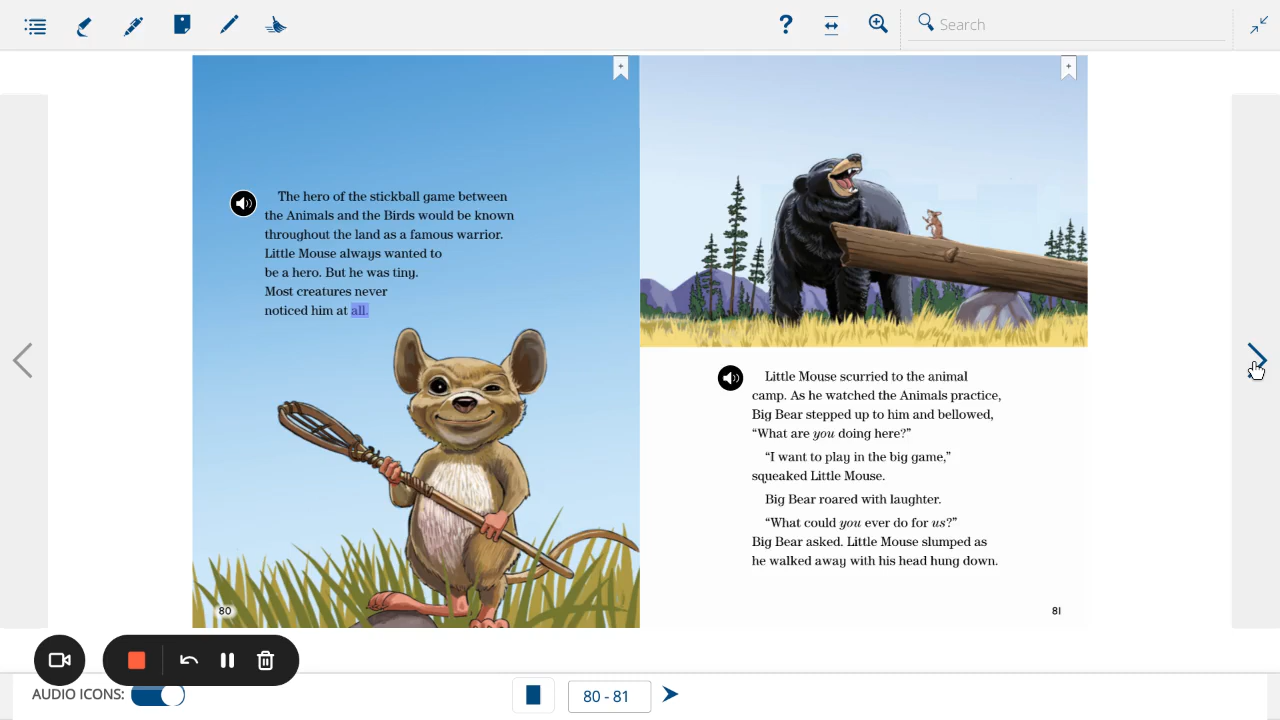 Search
The hero of the stickball game between
the Animals and the Birds would be known
throughout the land as a famous warrior.
Little Mouse always wanted to
be a hero. But he was tiny.
Most creatures never
noticed him at all.
80
Little Mouse scurried to the animal
camp. As he watched the Animals practice,
Big Bear stepped up to him and bellowed,
“What are you doing here?”
“I want to play in the big game,”
squeaked Little Mouse.
Big Bear roared with laughter.
“What could you ever do for us?”
Big Bear asked. Little Mouse slumped as
he walked away with his head hung down.
81
AUDIO ICONS:
80 - 81